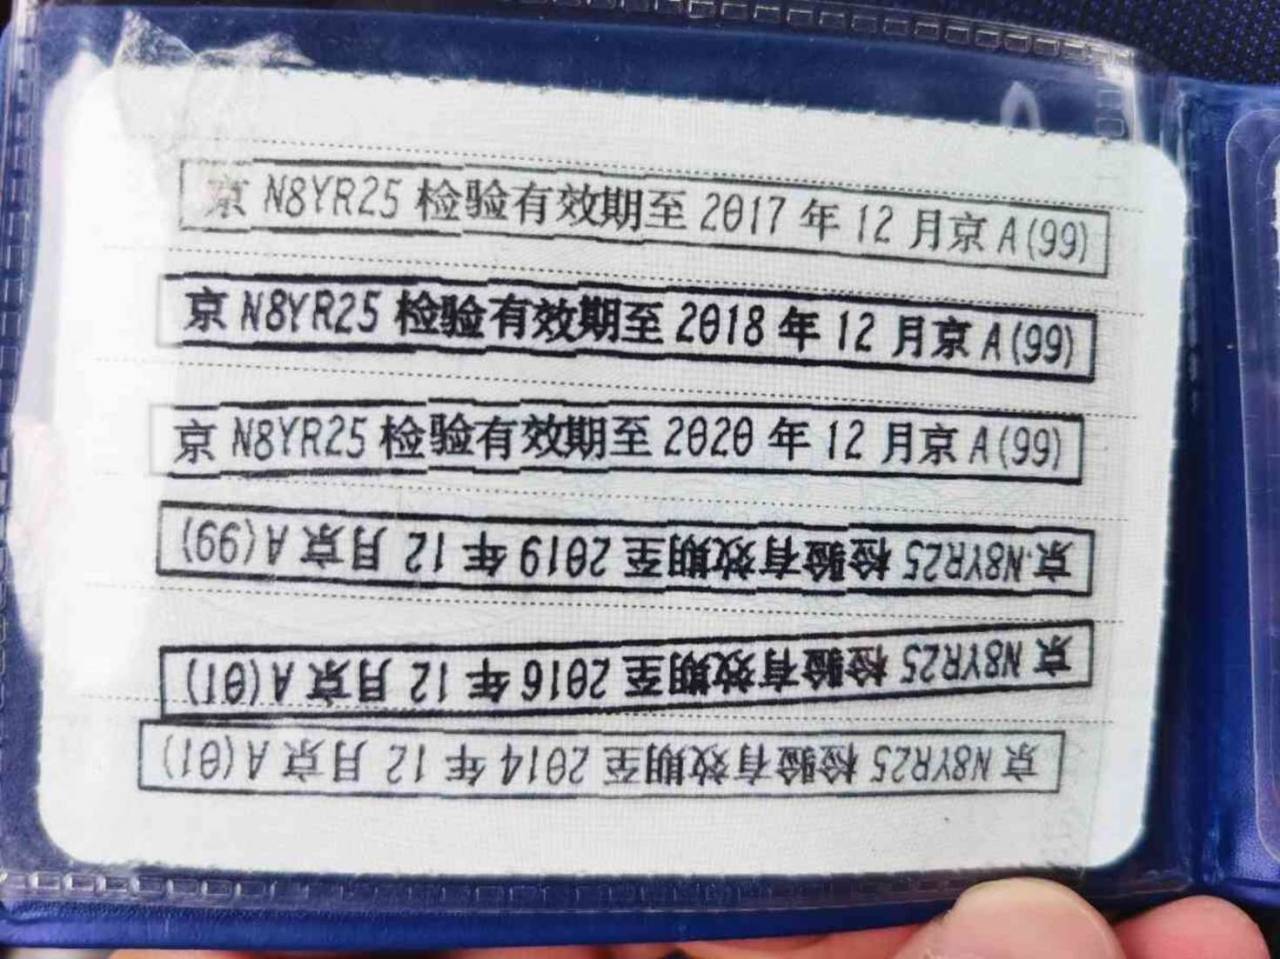 京 N8YR25 检验有效期至 2017 年 12 月京 A(99)
京 N8YR25 检验有效期至 2018 年 12 月京 A(99)
京 N8YR25 检验有效期至 2020 年 12 月京 A(99)
京 N8YR25 检验有效期至 2019 年 12 月京 A(99)
京 N8YR25 检验有效期至 2016 年 12 月京 A(01)
京 N8YR25 检验有效期至 2014 年 12 月京 A(01)